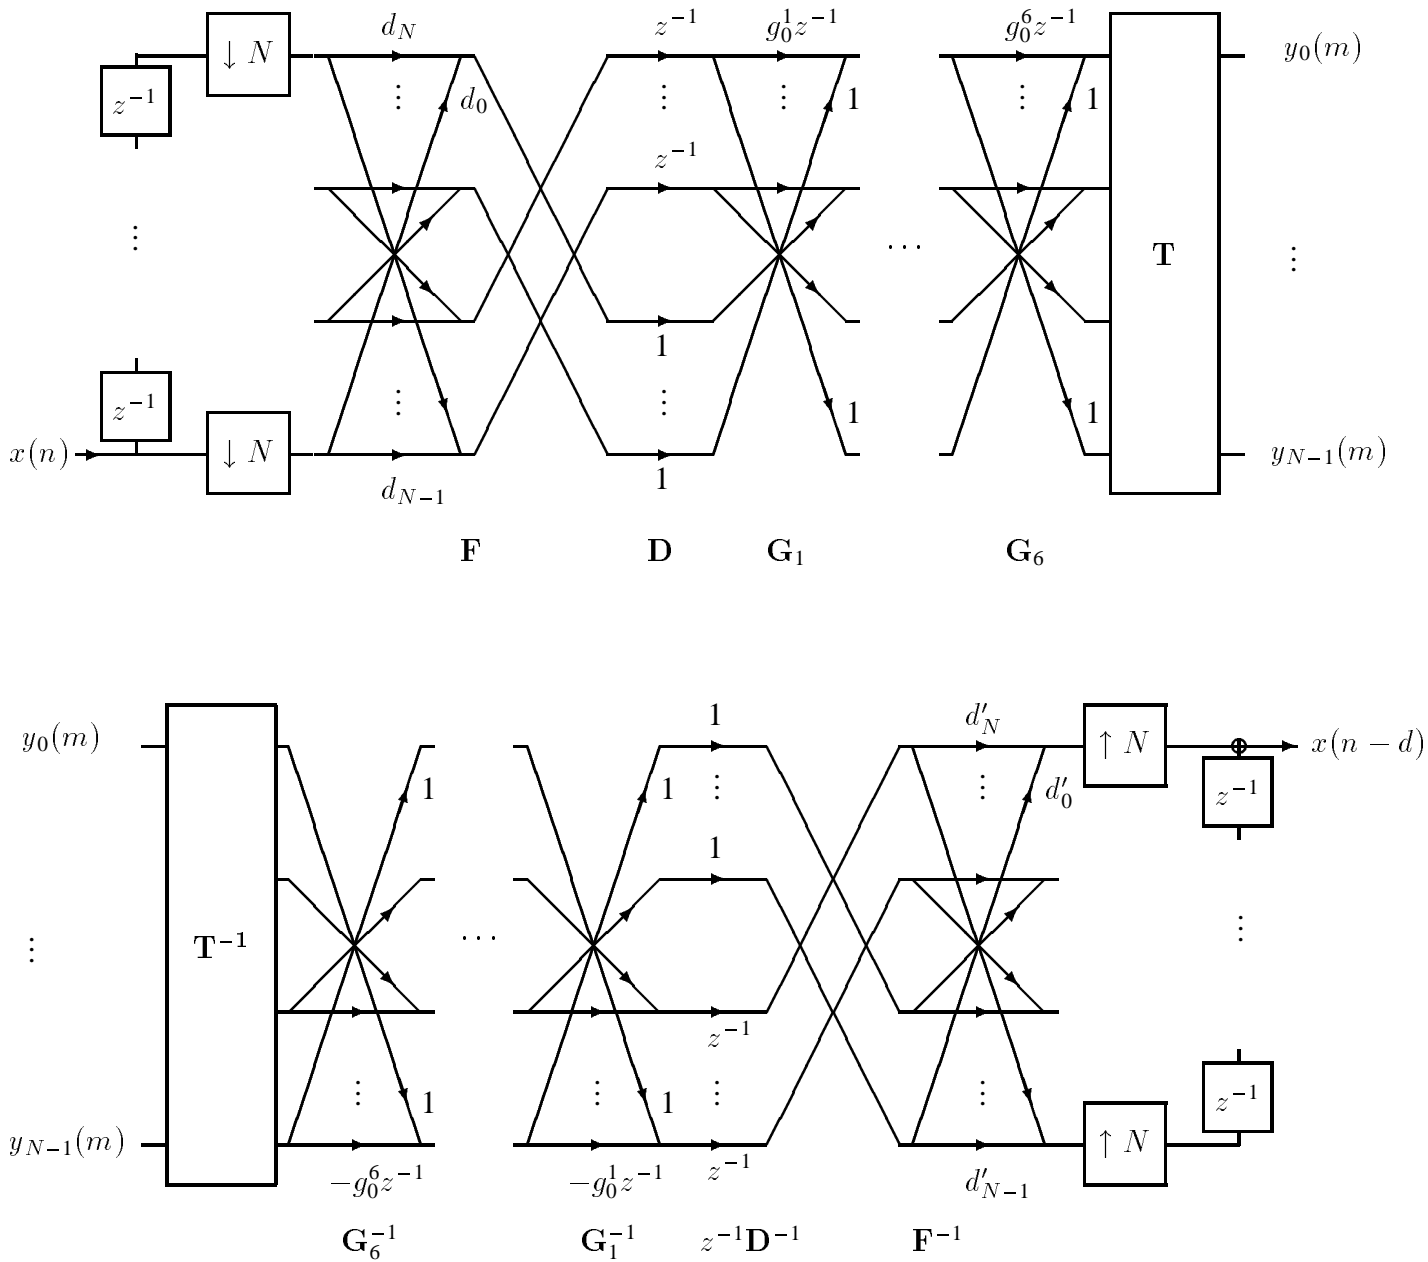 d_N z^{-1} g_0^1 z^{-1} g_0^6 z^{-1}
↓ N y_0(m)
z^{-1} ⋮ d_0 ⋮ ⋮ 1 ⋮ 1
z^{-1}
⋮ ··· T ⋮
1
z^{-1} ⋮ ⋮ 1 1
x(n) ↓ N y_{N-1}(m)
d_{N-1} 1
F D G_1 G_6
1 d'_N
y_0(m) ↑ N x(n − d)
1 1 ⋮ ⋮ d'_0 z^{-1}
1
⋮ T^{-1} ··· ⋮
z^{-1}
⋮ 1 ⋮ 1 ⋮ ⋮ z^{-1}
y_{N-1}(m) ↑ N
−g_0^6 z^{-1} −g_0^1 z^{-1} z^{-1} d'_{N-1}
G_6^{-1} G_1^{-1} z^{-1}D^{-1} F^{-1}